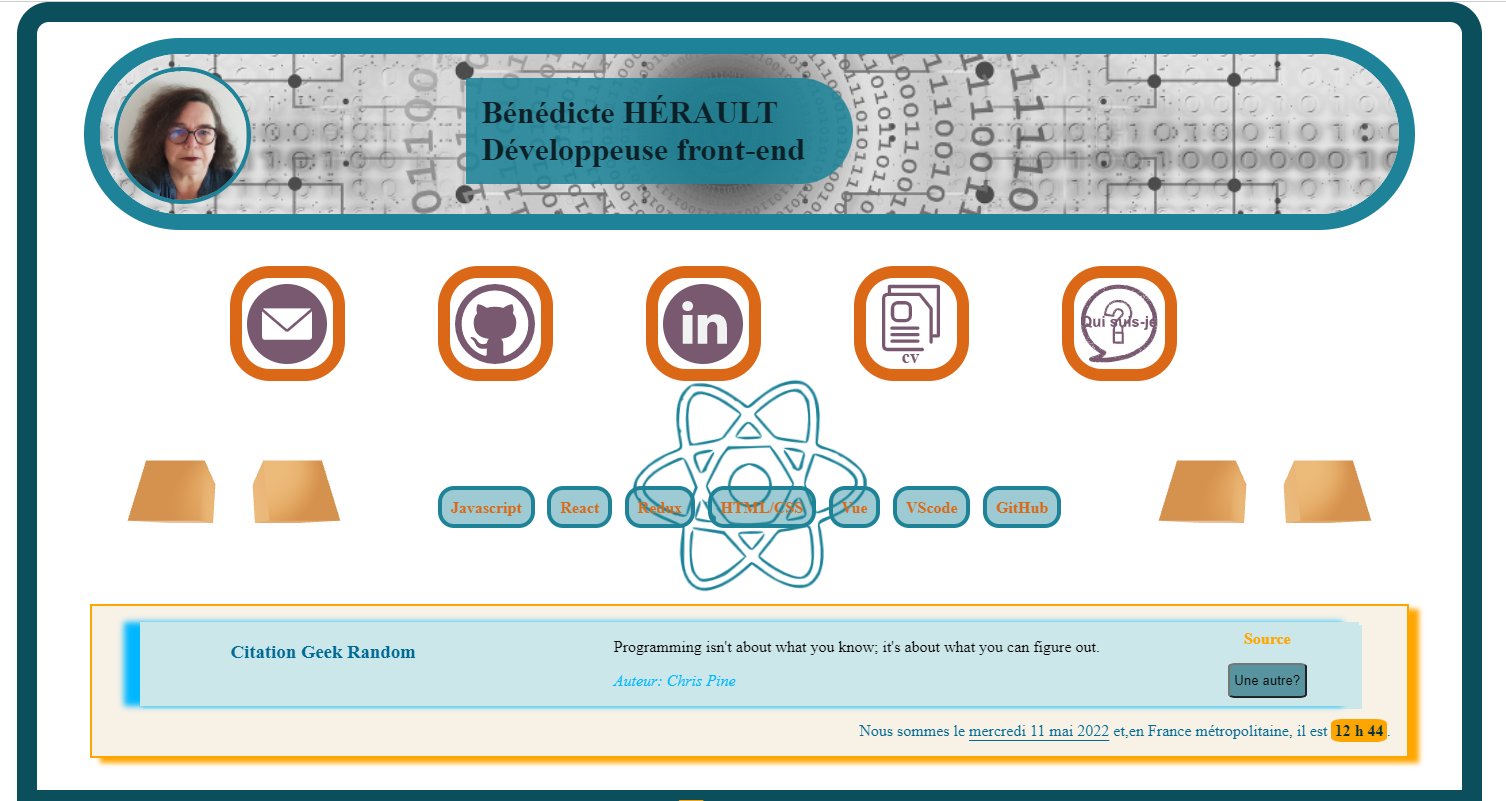 Bénédicte HÉRAULT
Développeuse front-end
in
cv
Qui suis-je
?
Javascript
React
Redux
HTML/CSS
Vue
VScode
GitHub
Citation Geek Random
Programming isn't about what you know; it's about what you can figure out.
Auteur: Chris Pine
Source
Une autre?
Nous sommes le mercredi 11 mai 2022 et,en France métropolitaine, il est 12 h 44.